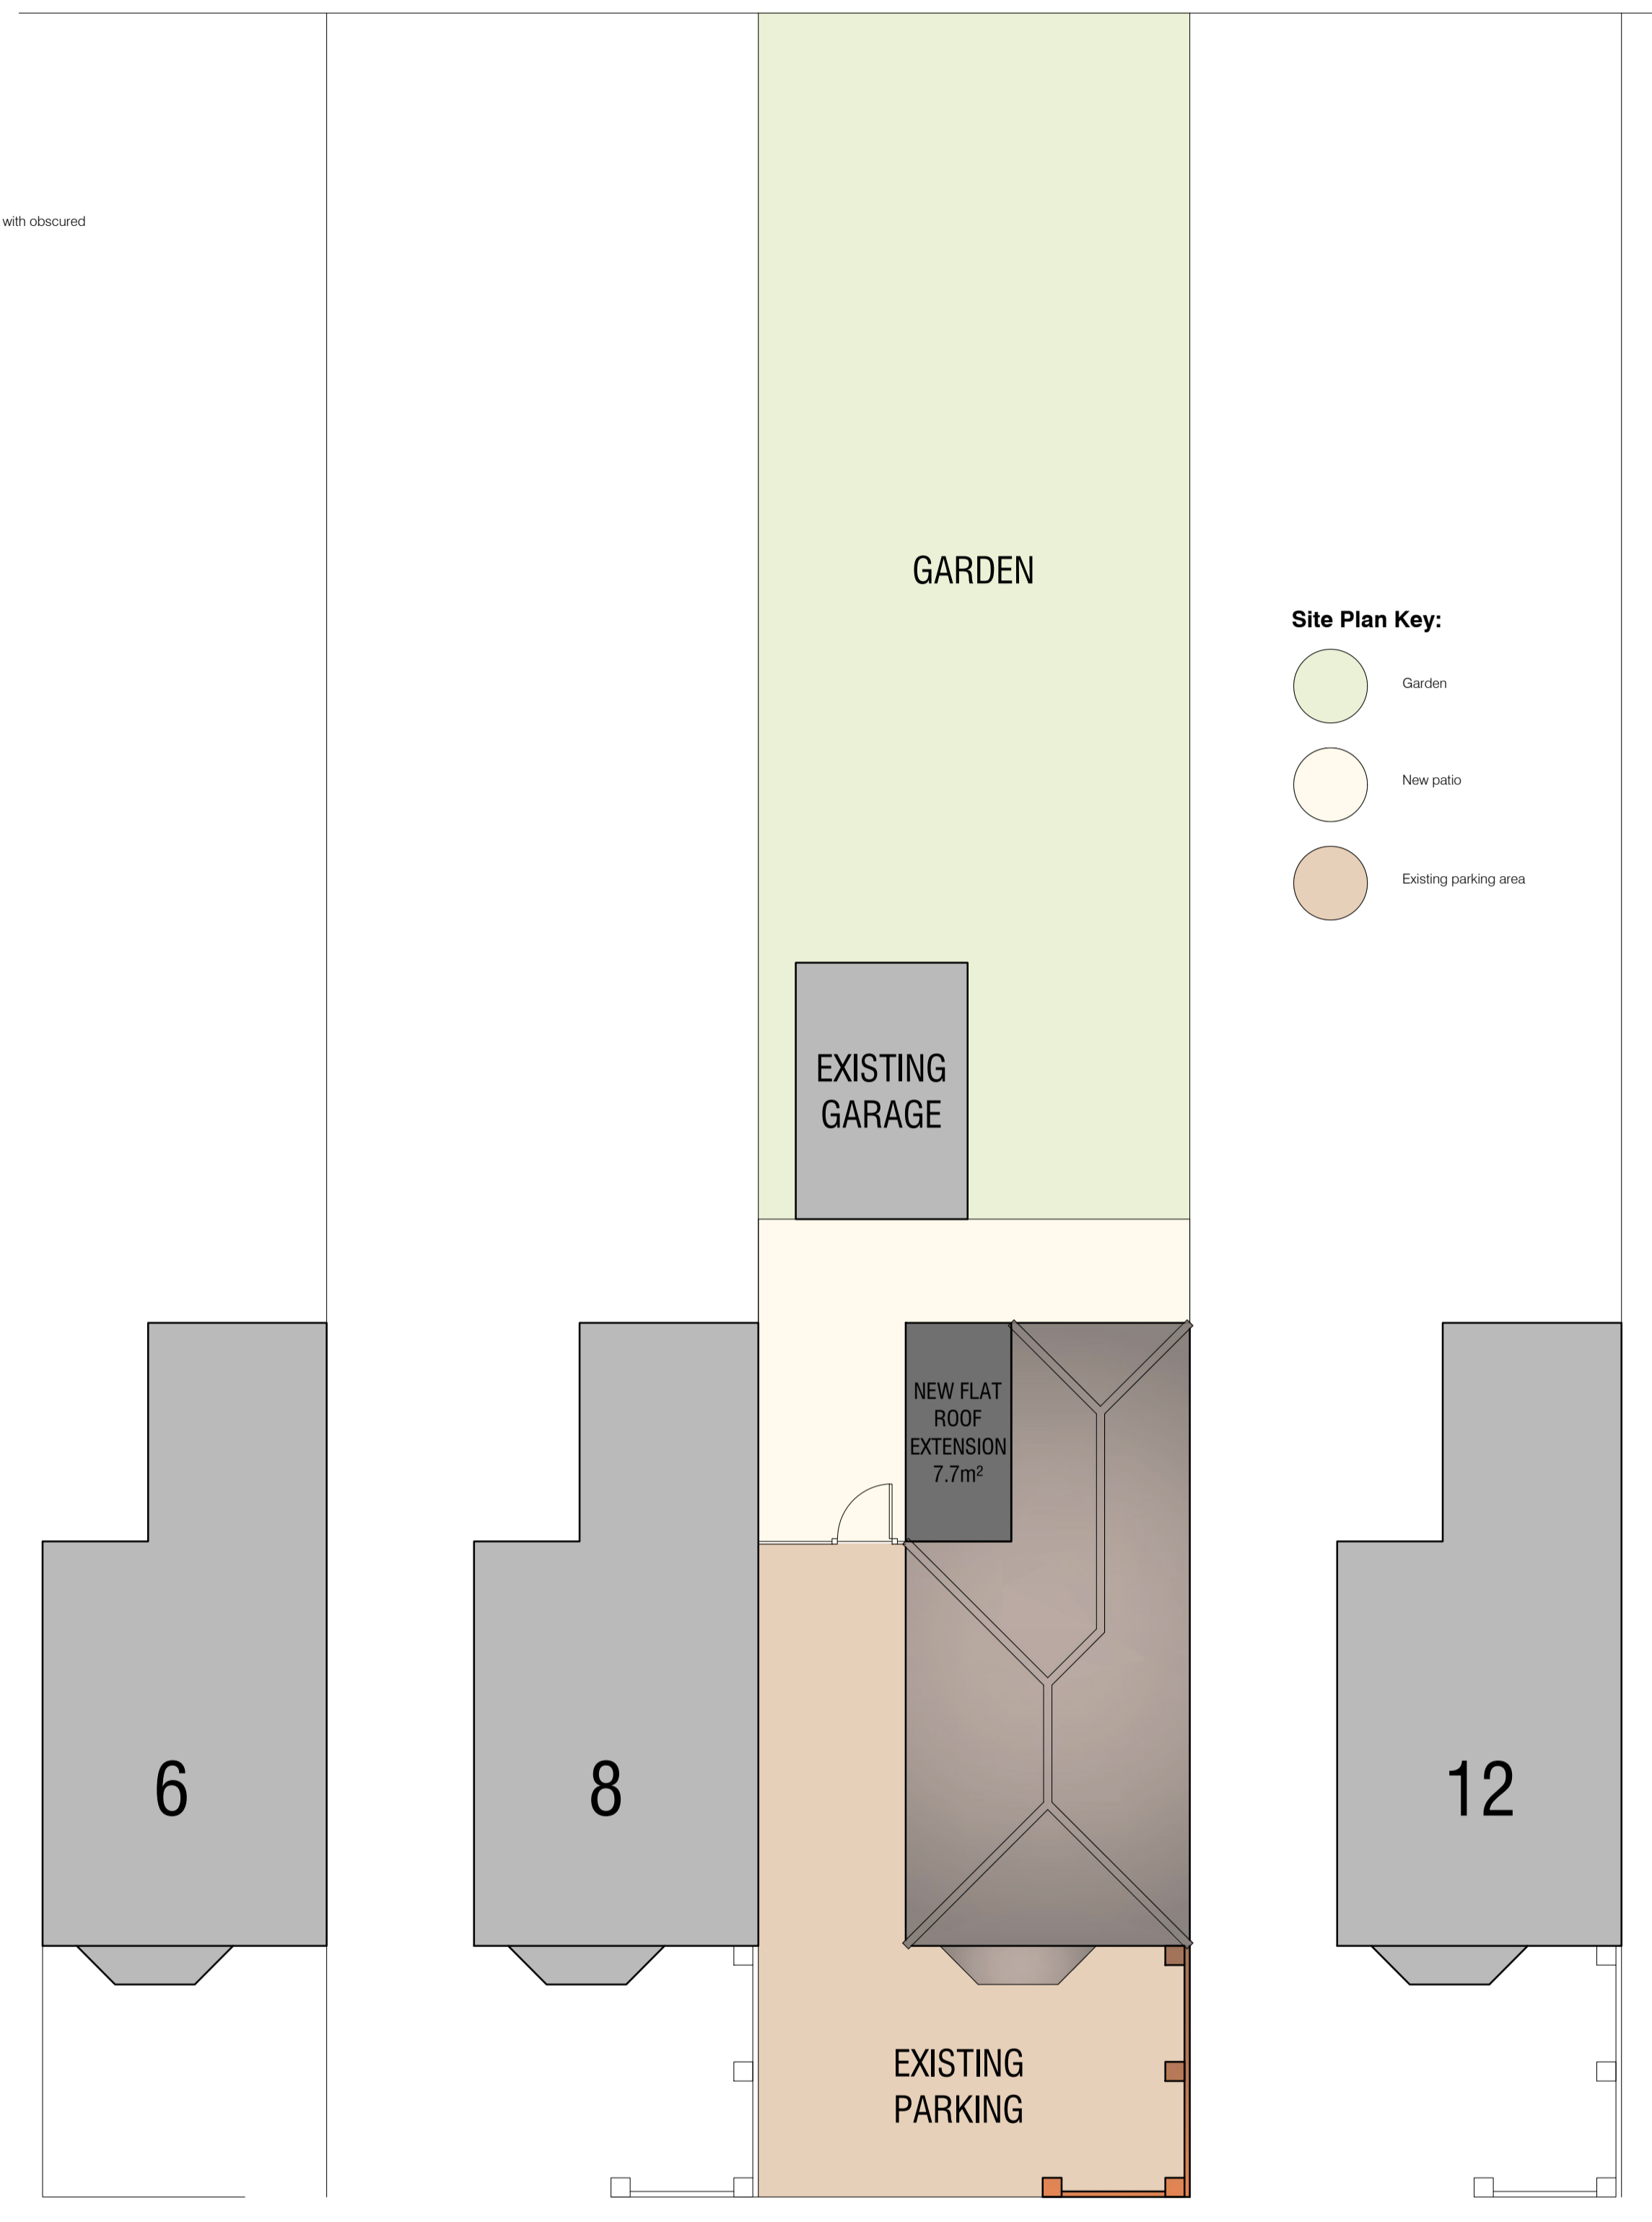 with obscured
GARDEN
Site Plan Key:
Garden
New patio
Existing parking area
EXISTING
GARAGE
NEW FLAT
ROOF
EXTENSION
7.7m²
6
8
12
EXISTING
PARKING